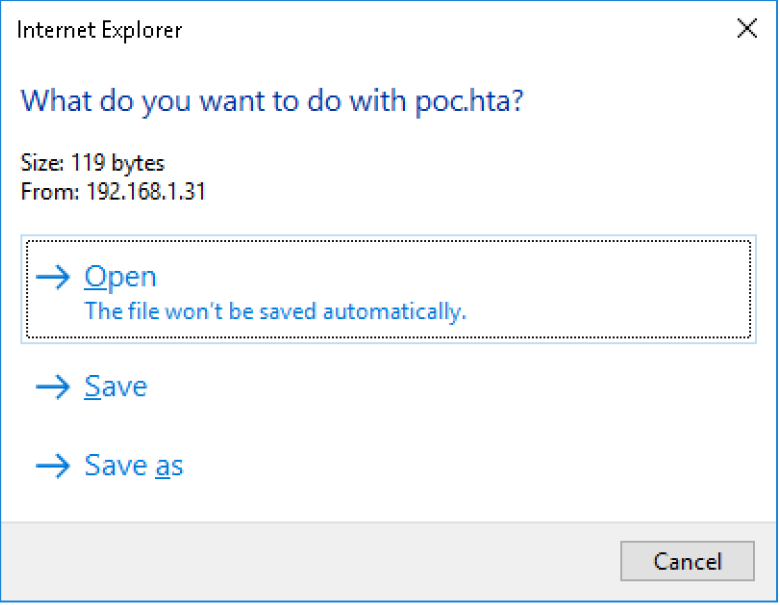 Internet Explorer
What do you want to do with poc.hta?
Size: 119 bytes
From: 192.168.1.31
Open
The file won't be saved automatically.
Save
Save as
Cancel